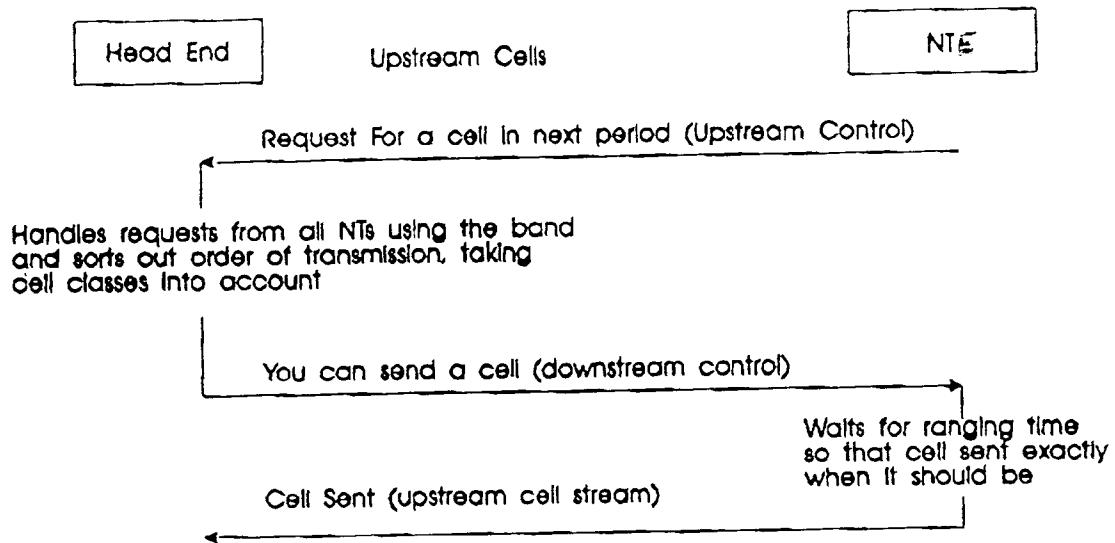 Head End
Upstream Cells
NTE
Request For a cell in next period (Upstream Control)
Handles requests from all NTs using the band
and sorts out order of transmission, taking
cell classes into account
You can send a cell (downstream control)
Waits for ranging time
so that cell sent exactly
when it should be
Cell Sent (upstream cell stream)